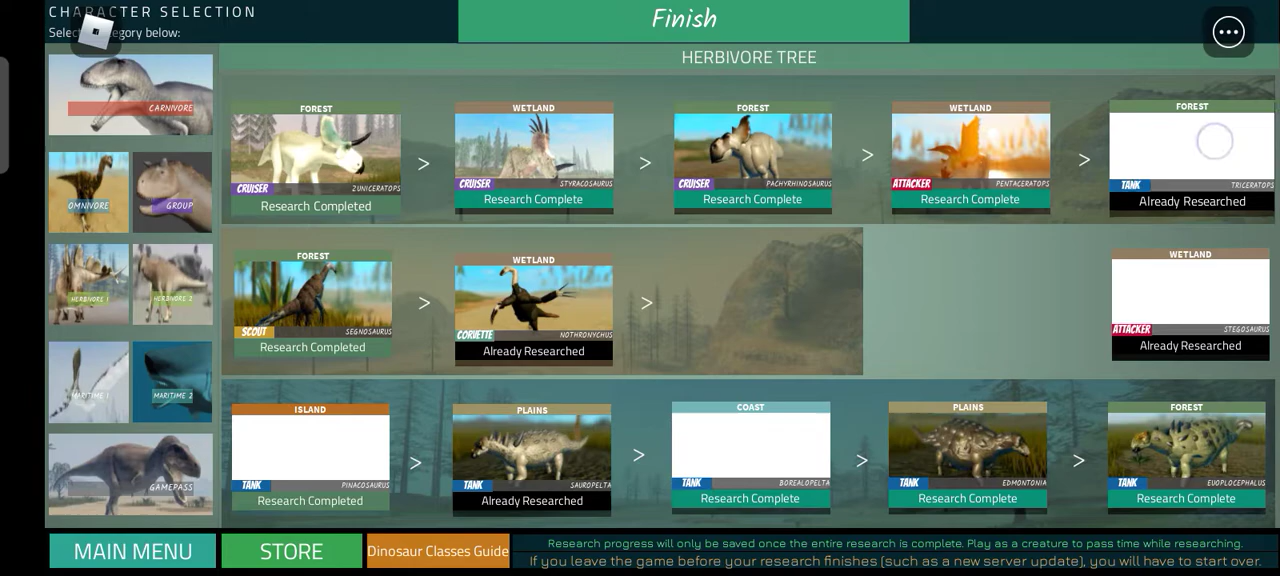 CHARACTER SELECTION
Finish
HERBIVORE TREE
CARNIVORE
OMNIVORE
GROUP
HERBIVORE 1
HERBIVORE 2
MARITIME 1
MARITIME 2
GAMEPASS
FOREST
CRUISER
ZUNICERATOPS
Research Completed
>
WETLAND
CRUISER
STYRACOSAURUS
Research Complete
>
FOREST
CRUISER
PACHYRHINOSAURUS
Research Complete
>
WETLAND
ATTACKER
PENTACERATOPS
Research Complete
>
FOREST
TANK
TRICERATOPS
Already Researched
FOREST
SCOUT
SEGNOSAURUS
Research Completed
>
WETLAND
CORVETTE
NOTHRONYCHUS
Already Researched
>
WETLAND
ATTACKER
STEGOSAURUS
Already Researched
ISLAND
TANK
PINACOSAURUS
Research Completed
>
PLAINS
TANK
SAUROPELTA
Already Researched
>
COAST
TANK
BOREALOPELTA
Research Complete
>
PLAINS
TANK
EDMONTONIA
Research Complete
>
FOREST
TANK
EUOPLOCEPHALUS
Research Complete
MAIN MENU
STORE
Dinosaur Classes Guide
Research progress will only be saved once the entire research is complete. Play as a creature to pass time while researching.
If you leave the game before your research finishes (such as a new server update), you will have to start over.